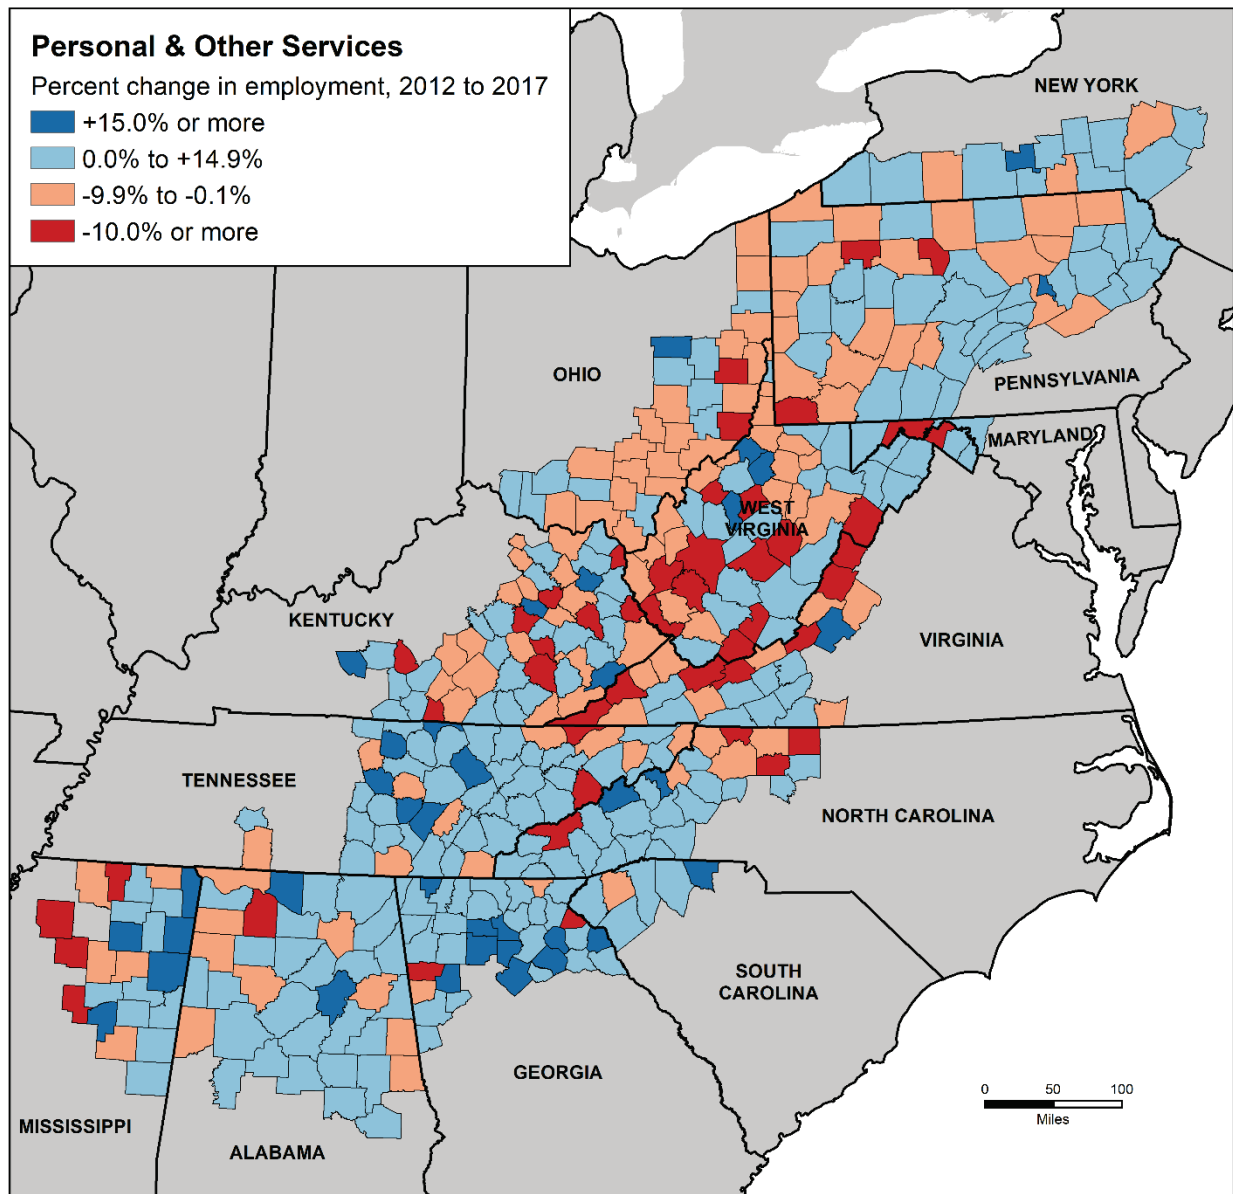 Personal & Other Services
Percent change in employment, 2012 to 2017
+15.0% or more
0.0% to +14.9%
-9.9% to -0.1%
-10.0% or more
NEW YORK
OHIO
PENNSYLVANIA
MARYLAND
WEST
VIRGINIA
KENTUCKY
VIRGINIA
TENNESSEE
NORTH CAROLINA
SOUTH
CAROLINA
GEORGIA
MISSISSIPPI
ALABAMA
0 50 100
Miles